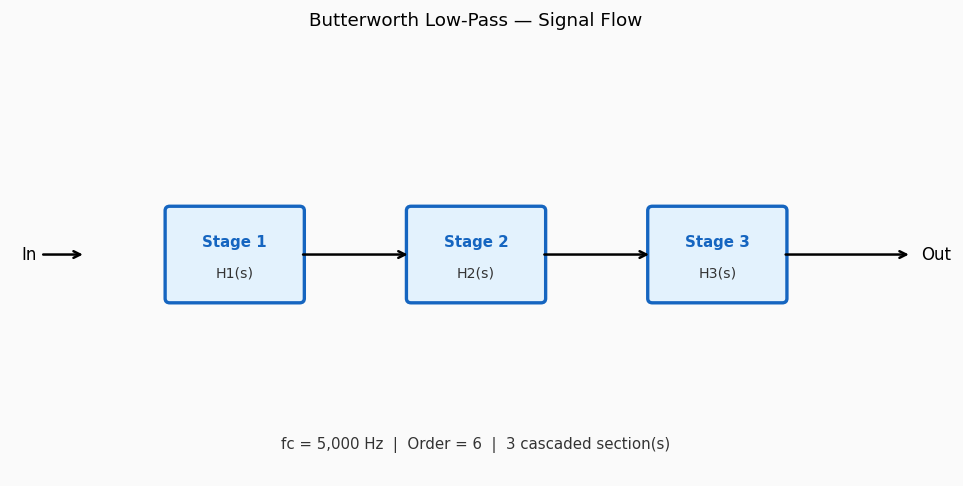 Butterworth Low-Pass — Signal Flow
In
Stage 1
H1(s)
Stage 2
H2(s)
Stage 3
H3(s)
Out
fc = 5,000 Hz | Order = 6 | 3 cascaded section(s)